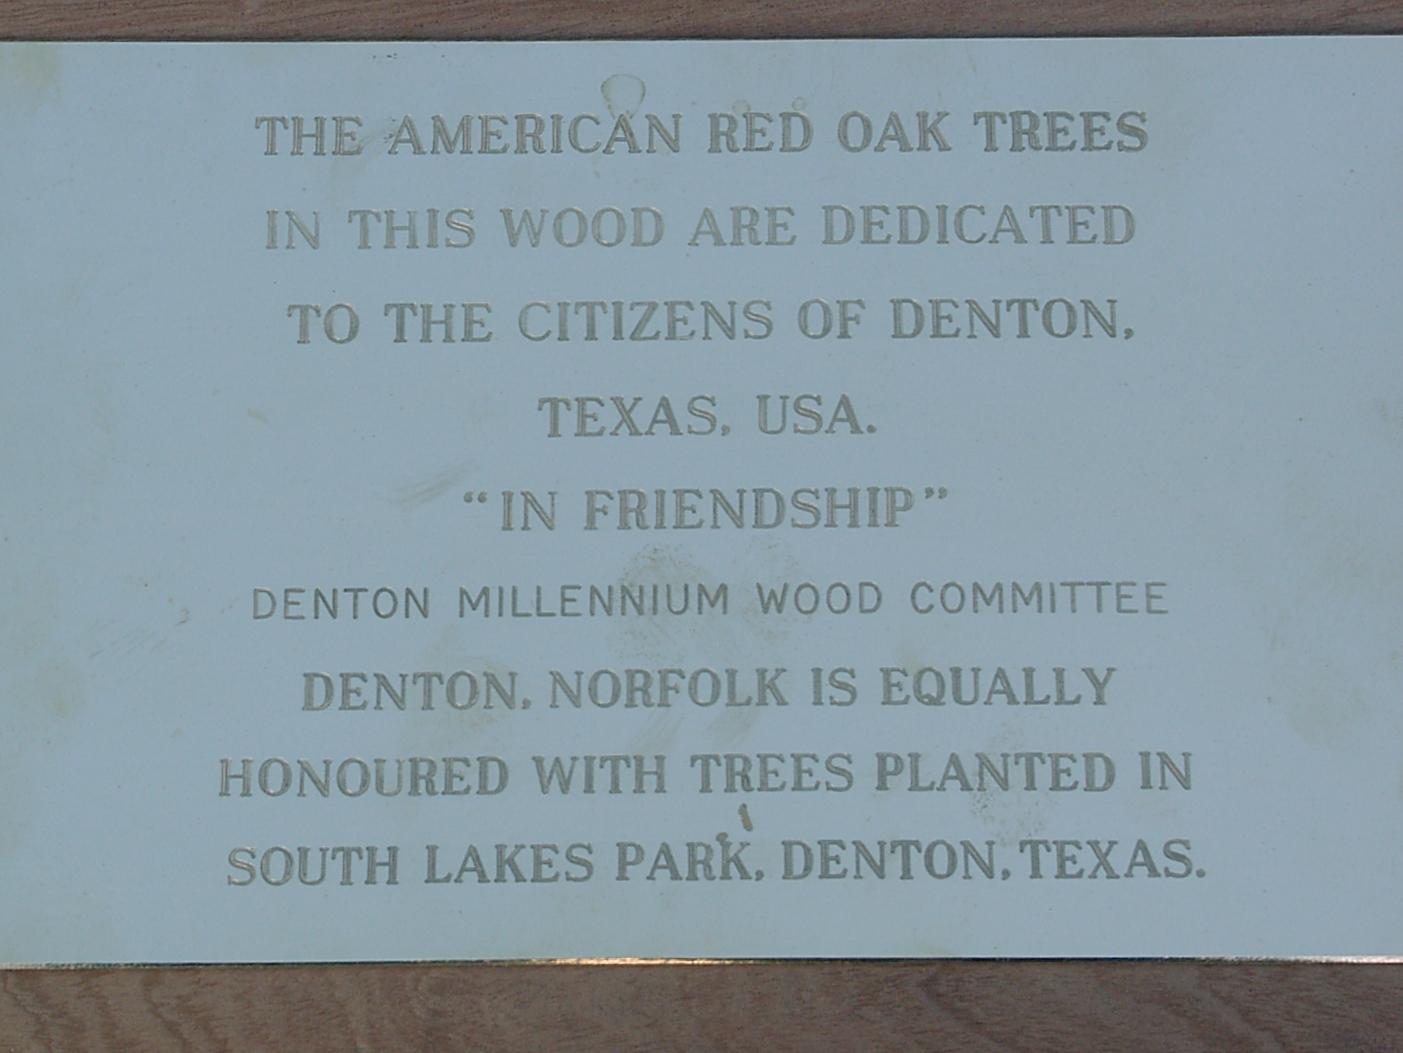 THE AMERICAN RED OAK TREES
IN THIS WOOD ARE DEDICATED
TO THE CITIZENS OF DENTON,
TEXAS, USA.
“IN FRIENDSHIP”
DENTON MILLENNIUM WOOD COMMITTEE
DENTON, NORFOLK IS EQUALLY
HONOURED WITH TREES PLANTED IN
SOUTH LAKES PARK, DENTON, TEXAS.